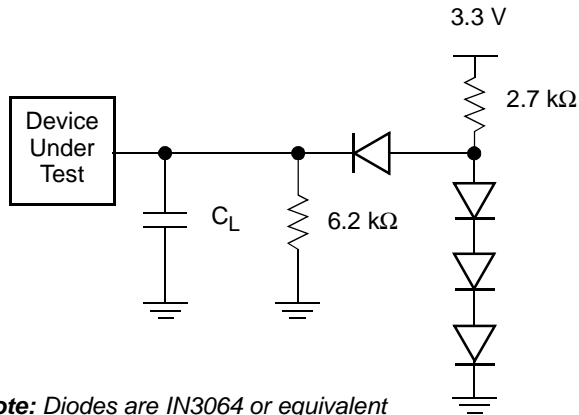 3.3 V
2.7 kΩ
Device
Under
Test
C_L
6.2 kΩ
ote: Diodes are IN3064 or equivalent